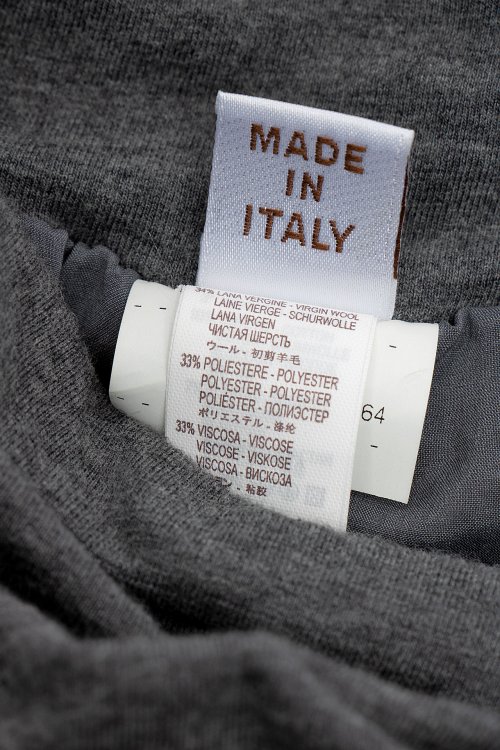 MADE
IN
ITALY
34% LANA VERGINE - VIRGIN WOOL
LAINE VIERGE - SCHURWOLLE
LANA VIRGEN
ЧИСТАЯ ШЕРСТЬ
ウール - 初剪羊毛
33% POLIESTERE - POLYESTER
POLYESTER - POLYESTER
POLIÉSTER - ПОЛИЭСТЕР
ポリエステル - 涤纶
33% VISCOSA - VISCOSE
VISCOSE - VISKOSE
VISCOSA - ВИСКОЗА
- 粘胶
64